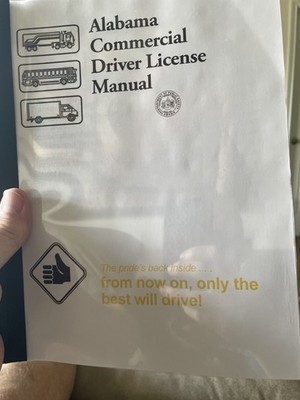 Alabama
Commercial
Driver License
Manual
The pride's back inside . . .
from now on, only the
best will drive!